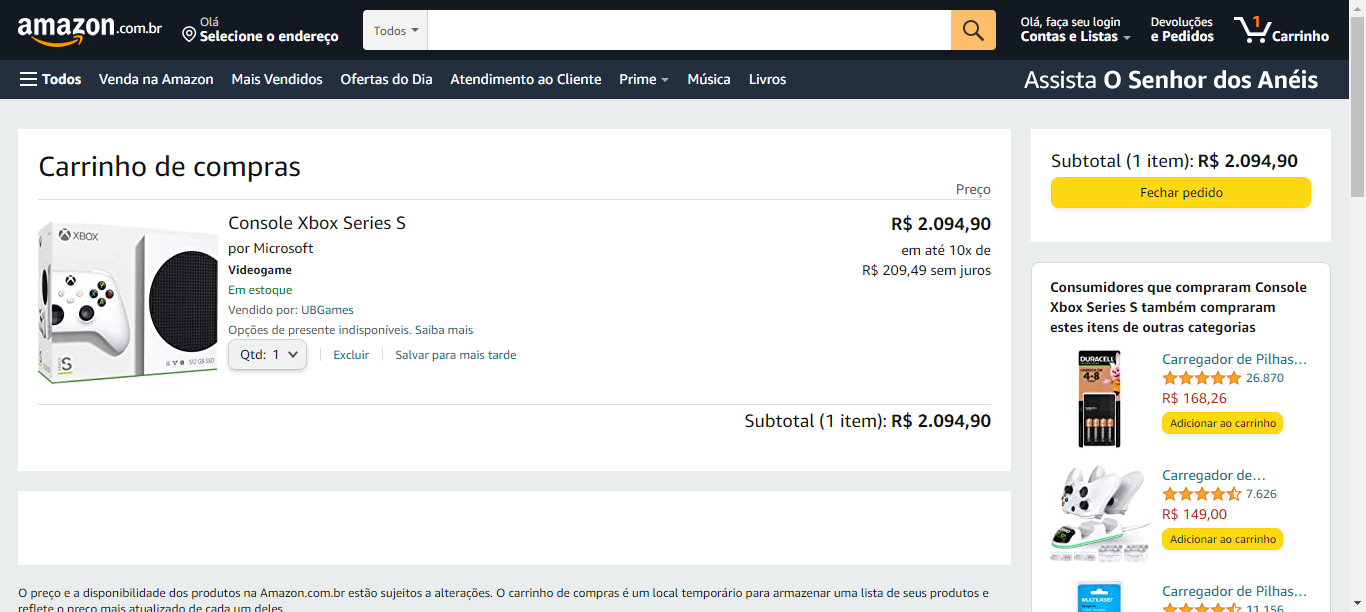 amazon.com.br
Olá
Selecione o endereço
Todos
Olá, faça seu login
Contas e Listas
Devoluções
e Pedidos
1
Carrinho
Todos
Venda na Amazon
Mais Vendidos
Ofertas do Dia
Atendimento ao Cliente
Prime
Música
Livros
Assista O Senhor dos Anéis
Carrinho de compras
Preço
XBOX
S
512 GB SSD
Console Xbox Series S
por Microsoft
Videogame
Em estoque
Vendido por: UBGames
Opções de presente indisponíveis. Saiba mais
Qtd: 1
Excluir
Salvar para mais tarde
R$ 2.094,90
em até 10x de
R$ 209,49 sem juros
Subtotal (1 item): R$ 2.094,90
Subtotal (1 item): R$ 2.094,90
Fechar pedido
Consumidores que compraram Console
Xbox Series S também compraram
estes itens de outras categorias
DURACELL
4-8
Carregador de Pilhas...
26.870
R$ 168,26
Adicionar ao carrinho
Carregador de...
7.626
R$ 149,00
Adicionar ao carrinho
MULTILASER
Carregador de Pilhas...
11.156
O preço e a disponibilidade dos produtos na Amazon.com.br estão sujeitos a alterações. O carrinho de compras é um local temporário para armazenar uma lista de seus produtos e
reflete o preço mais atualizado de cada um deles.